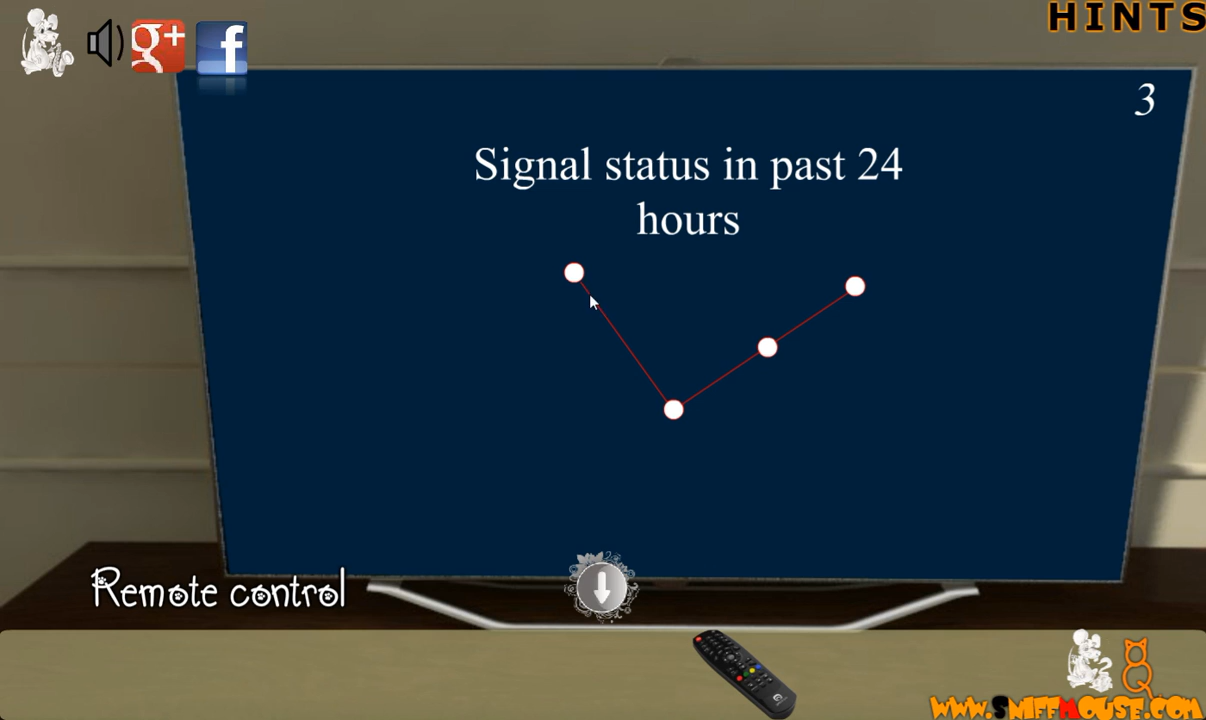 HINTS
g+
f
3
Signal status in past 24
hours
Remote control
www.SniffMouse.com